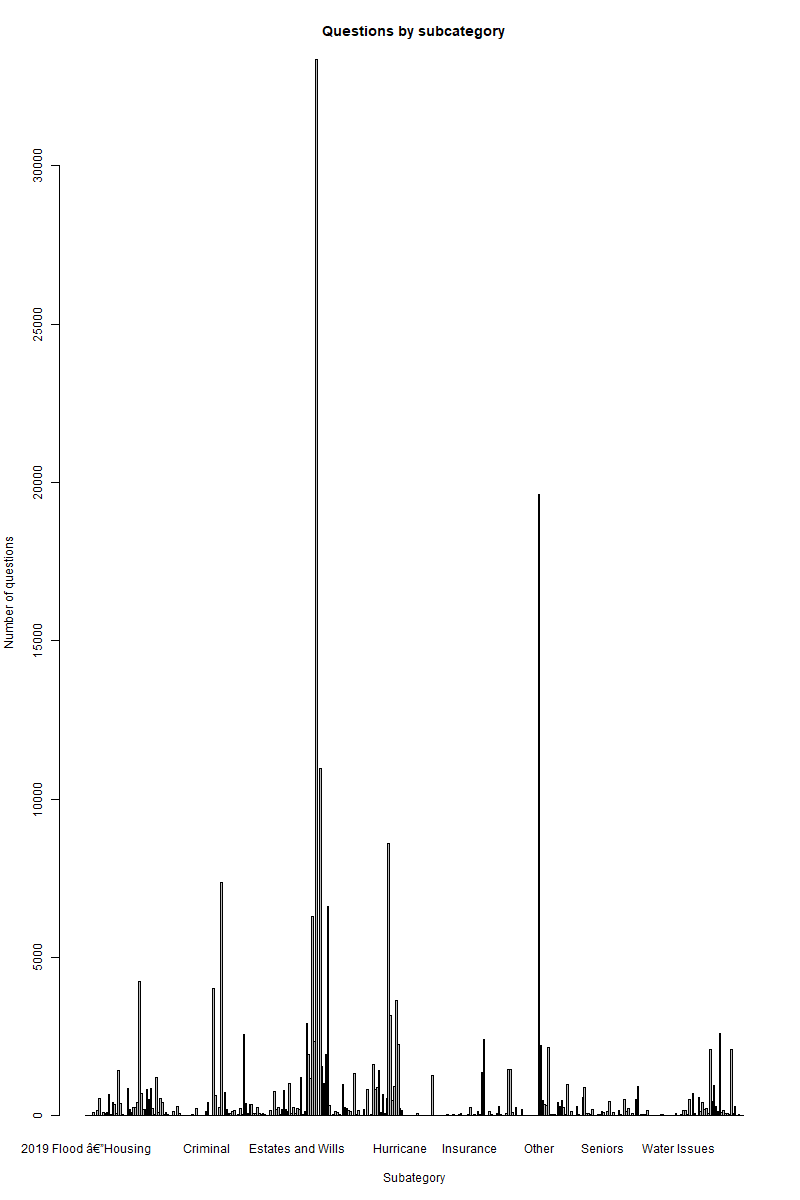 Questions by subcategory
30000
25000
20000
15000
10000
5000
0
Number of questions
2019 Flood â€"Housing Criminal Estates and Wills Hurricane Insurance Other Seniors Water Issues
Subategory